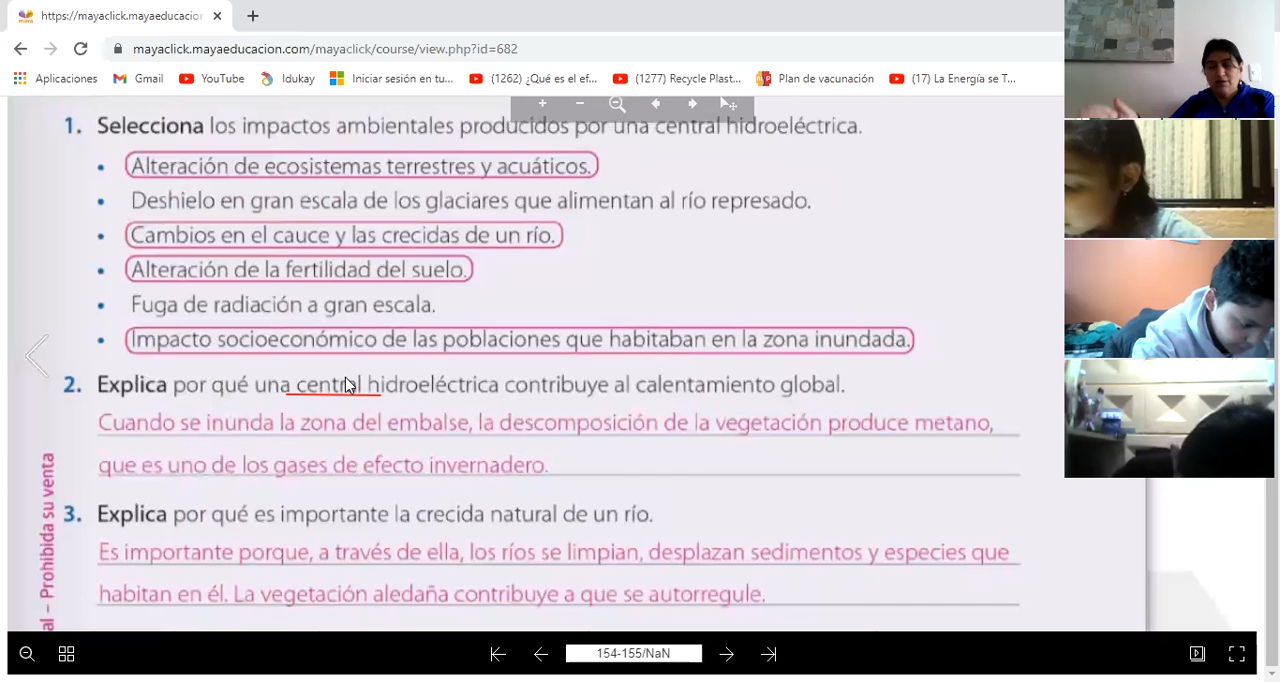 https://mayaclick.mayaeducacion
mayaclick.mayaeducacion.com/mayaclick/course/view.php?id=682
Aplicaciones Gmail YouTube Idukay Iniciar sesión en tu... (1262) ¿Qué es el ef... (1277) Recycle Plast... Plan de vacunación (17) La Energía se T...
1. Selecciona los impactos ambientales producidos por una central hidroeléctrica.
• Alteración de ecosistemas terrestres y acuáticos.
• Deshielo en gran escala de los glaciares que alimentan al río represado.
• Cambios en el cauce y las crecidas de un río.
• Alteración de la fertilidad del suelo.
• Fuga de radiación a gran escala.
• Impacto socioeconómico de las poblaciones que habitaban en la zona inundada.
2. Explica por qué una central hidroeléctrica contribuye al calentamiento global.
Cuando se inunda la zona del embalse, la descomposición de la vegetación produce metano,
que es uno de los gases de efecto invernadero.
3. Explica por qué es importante la crecida natural de un río.
Es importante porque, a través de ella, los ríos se limpian, desplazan sedimentos y especies que
habitan en él. La vegetación aledaña contribuye a que se autorregule.
al – Prohibida su venta
154-155/NaN